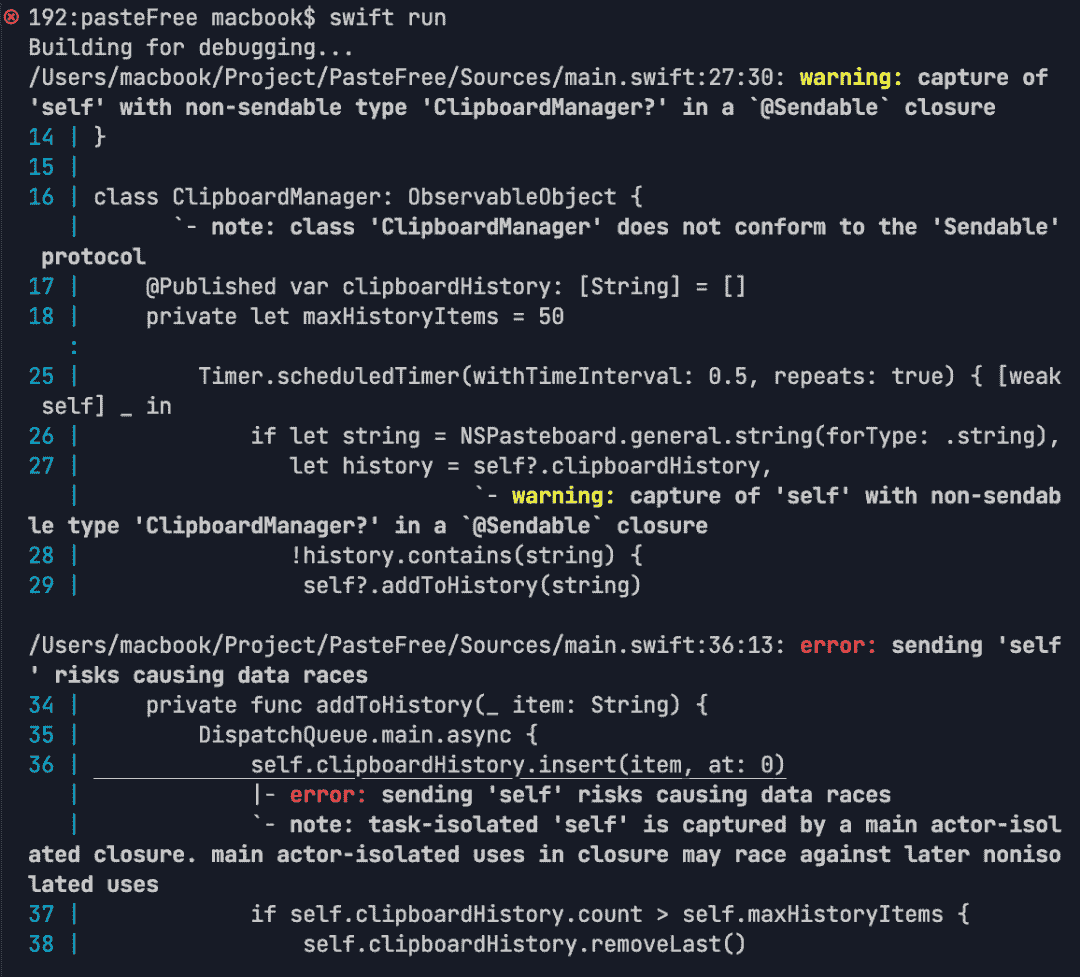 192:pasteFree macbook$ swift run
Building for debugging...
/Users/macbook/Project/PasteFree/Sources/main.swift:27:30: warning: capture of
'self' with non-sendable type 'ClipboardManager?' in a `@Sendable` closure
14 | }
15 |
16 | class ClipboardManager: ObservableObject {
   |       `- note: class 'ClipboardManager' does not conform to the 'Sendable'
 protocol
17 |     @Published var clipboardHistory: [String] = []
18 |     private let maxHistoryItems = 50
   :
25 |         Timer.scheduledTimer(withTimeInterval: 0.5, repeats: true) { [weak
 self] _ in
26 |             if let string = NSPasteboard.general.string(forType: .string),
27 |                let history = self?.clipboardHistory,
   |                              `- warning: capture of 'self' with non-sendab
le type 'ClipboardManager?' in a `@Sendable` closure
28 |                !history.contains(string) {
29 |                 self?.addToHistory(string)

/Users/macbook/Project/PasteFree/Sources/main.swift:36:13: error: sending 'self
' risks causing data races
34 |     private func addToHistory(_ item: String) {
35 |         DispatchQueue.main.async {
36 |             self.clipboardHistory.insert(item, at: 0)
   |             |- error: sending 'self' risks causing data races
   |             `- note: task-isolated 'self' is captured by a main actor-isol
ated closure. main actor-isolated uses in closure may race against later noniso
lated uses
37 |             if self.clipboardHistory.count > self.maxHistoryItems {
38 |                 self.clipboardHistory.removeLast()